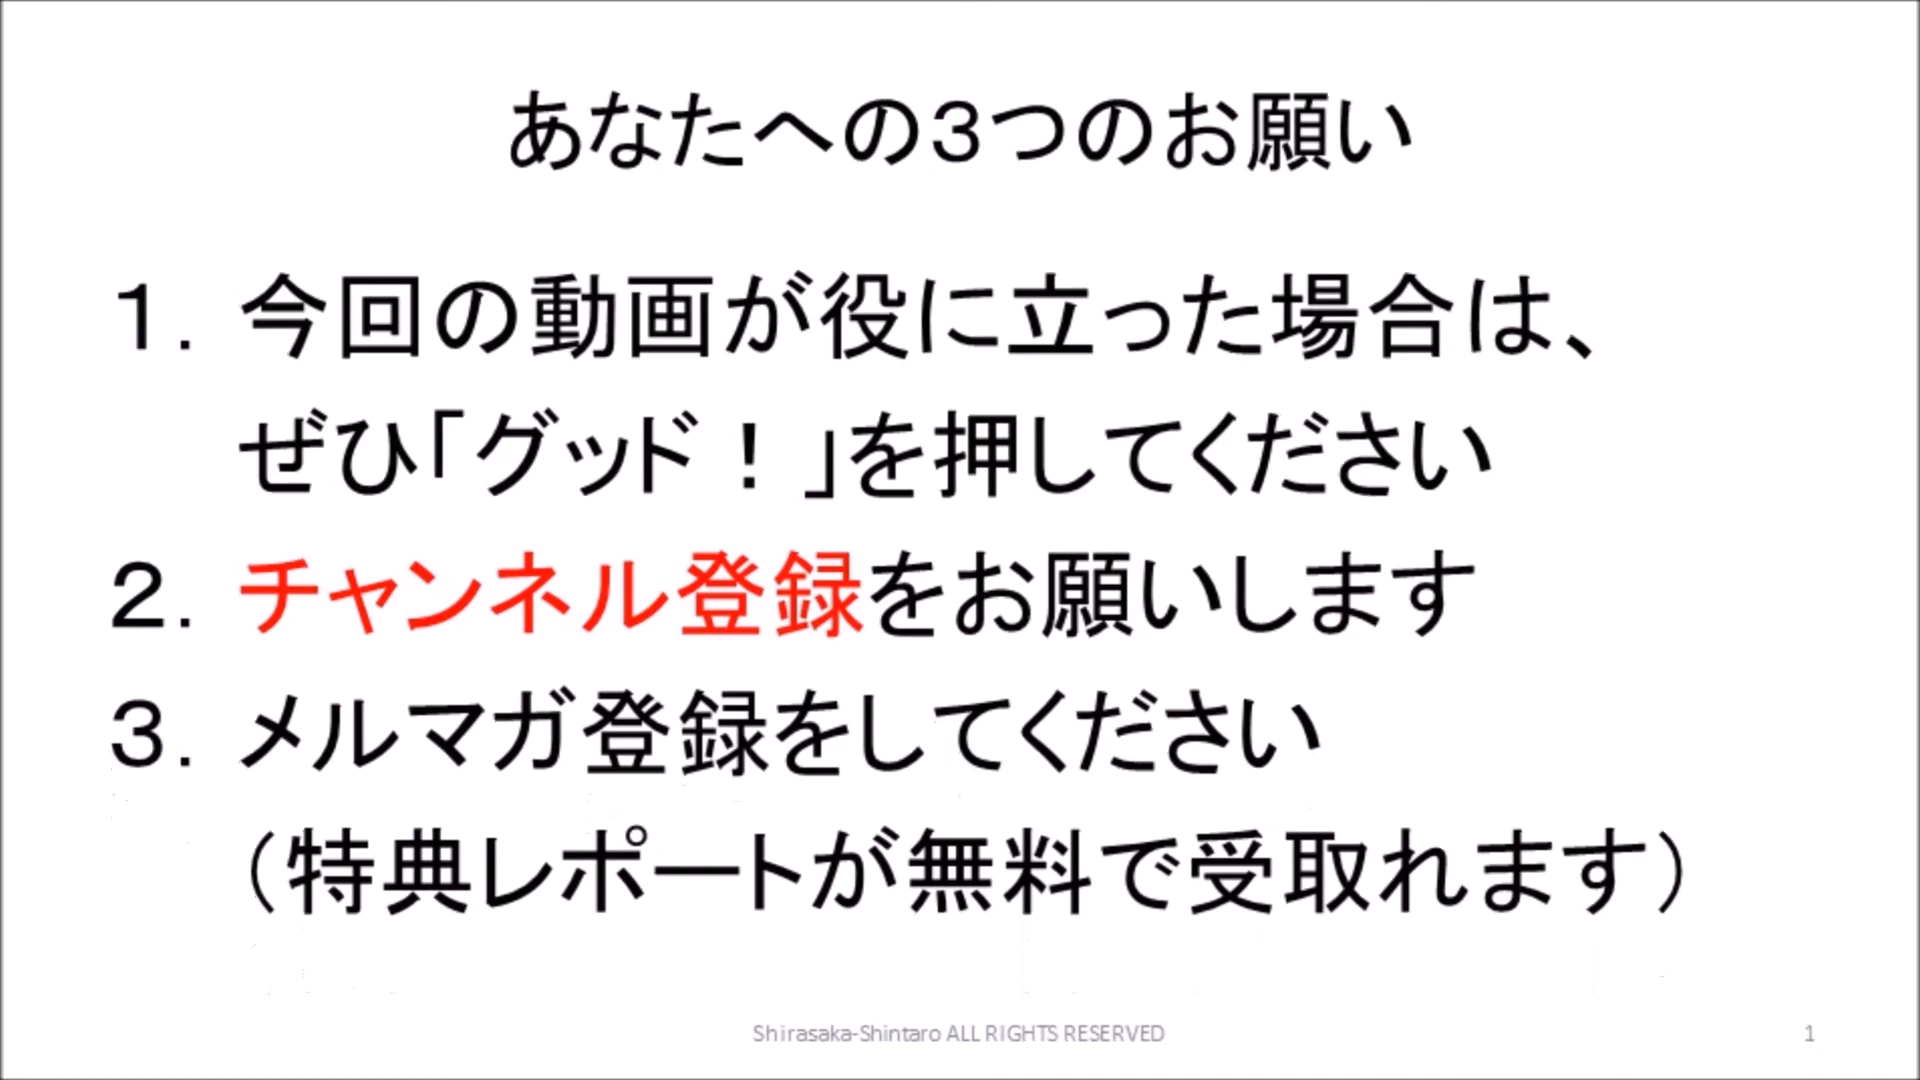 あなたへの３つのお願い
１．今回の動画が役に立った場合は、
ぜひ「グッド！」を押してください
２．チャンネル登録をお願いします
３．メルマガ登録をしてください
（特典レポートが無料で受取れます）
Shirasaka-Shintaro ALL RIGHTS RESERVED
1